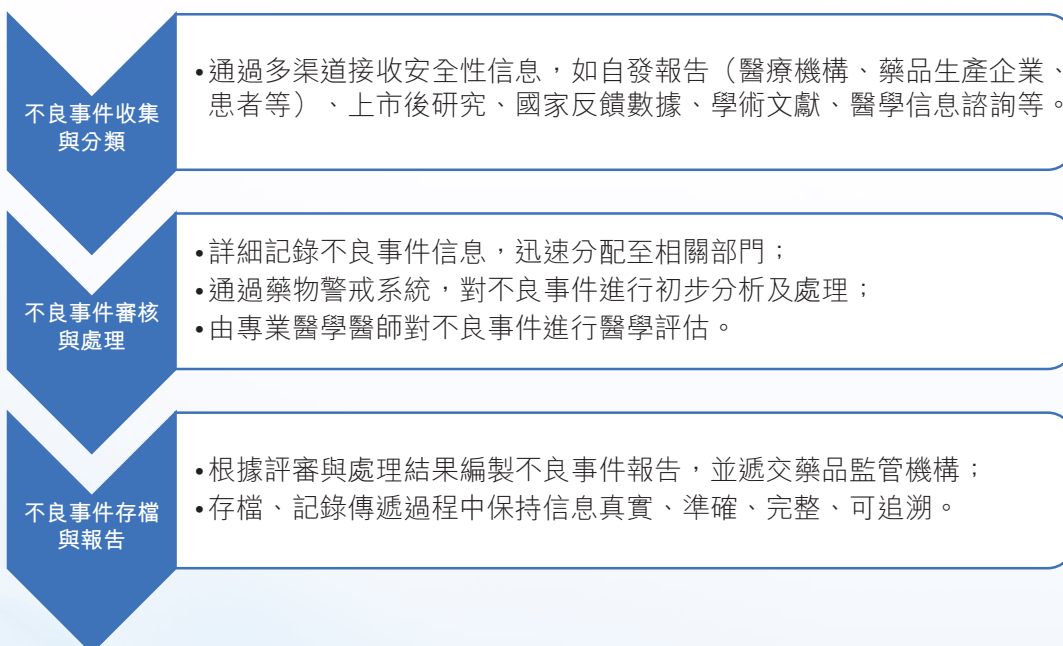 不良事件收集
與分類
•通過多渠道接收安全性信息,如自發報告(醫療機構、藥品生產企業、
患者等)、上市後研究、國家反饋數據、學術文獻、醫學信息諮詢等。
不良事件審核
與處理
•詳細記錄不良事件信息,迅速分配至相關部門;
•通過藥物警戒系統,對不良事件進行初步分析及處理;
•由專業醫學醫師對不良事件進行醫學評估。
不良事件存檔
與報告
•根據評審與處理結果編製不良事件報告,並遞交藥品監管機構;
•存檔、記錄傳遞過程中保持信息真實、準確、完整、可追溯。